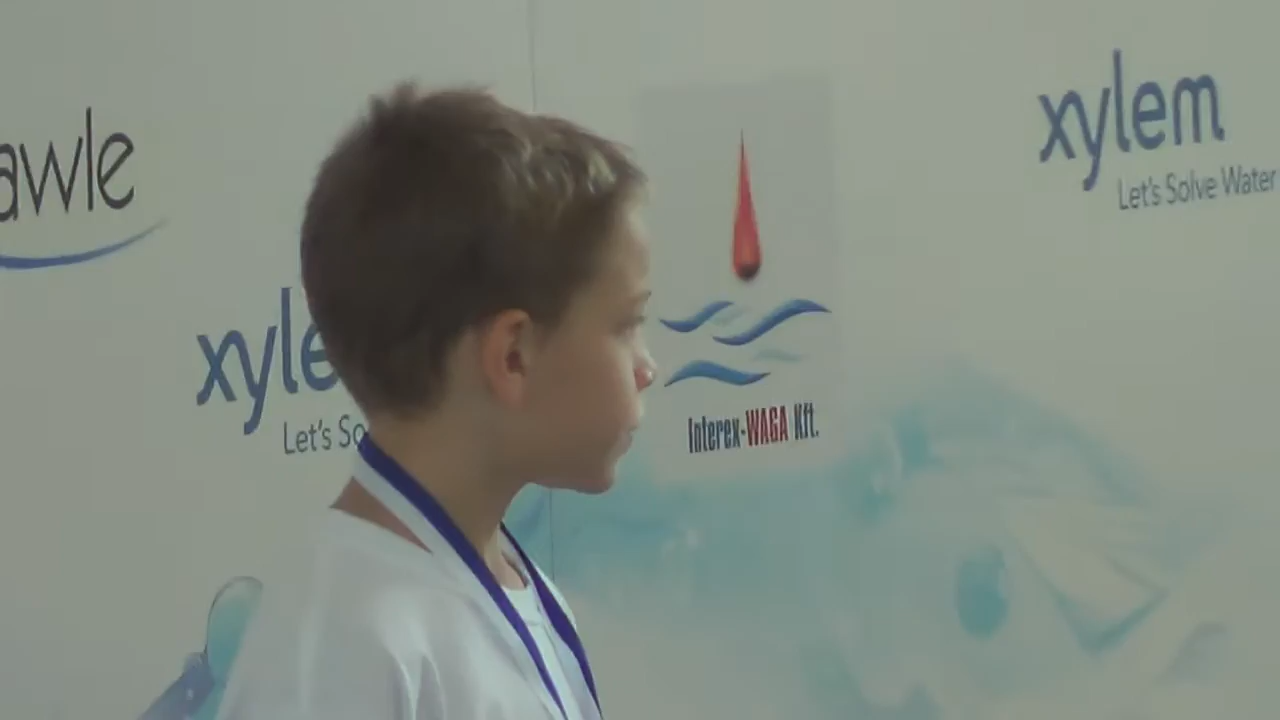 awle
xylem
Let's Solve Water
xyle
Let's So
Interex-WAGA Kft.